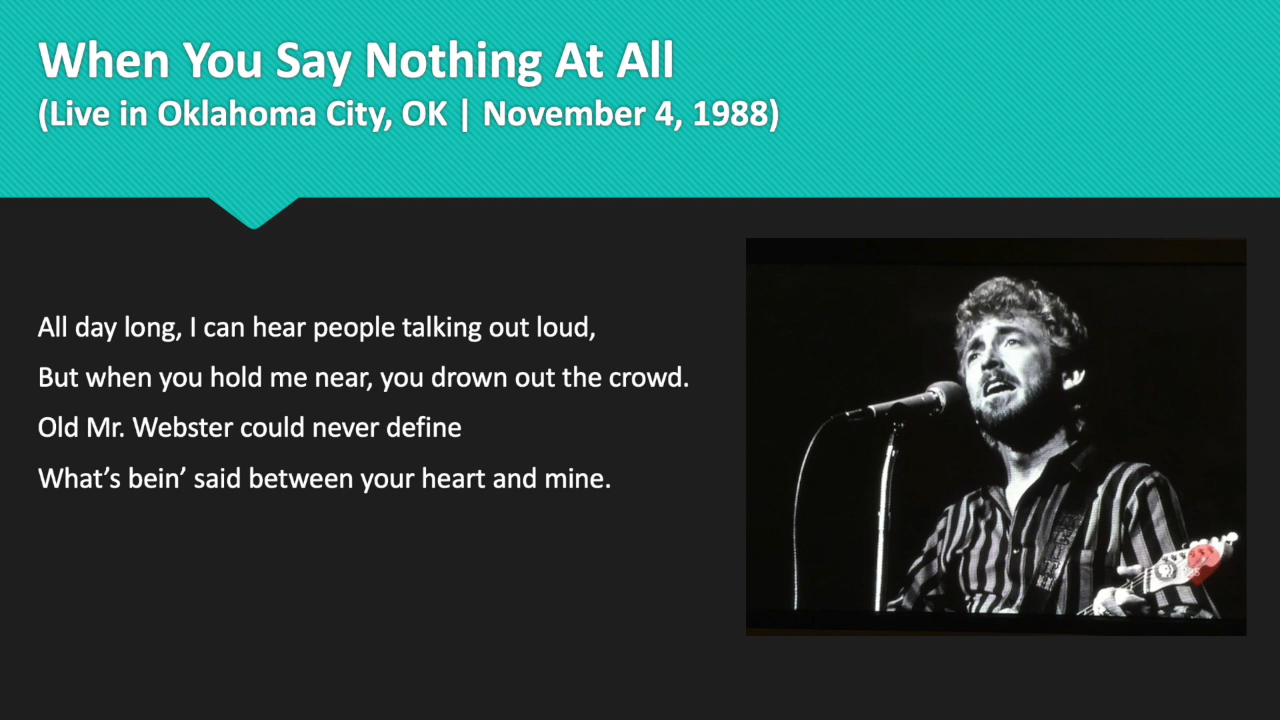 When You Say Nothing At All
(Live in Oklahoma City, OK | November 4, 1988)
All day long, I can hear people talking out loud,
But when you hold me near, you drown out the crowd.
Old Mr. Webster could never define
What’s bein’ said between your heart and mine.